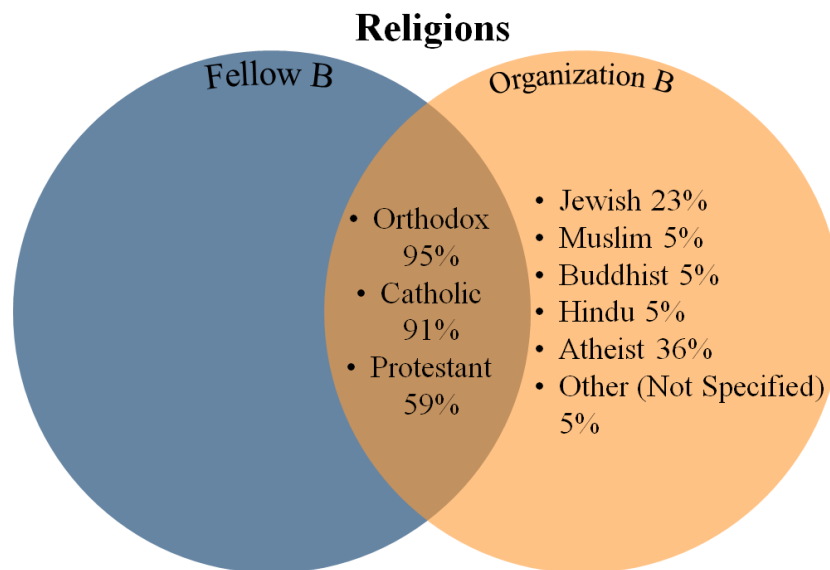 Religions
Fellow B
Organization B
• Orthodox
95%
• Catholic
91%
• Protestant
59%
• Jewish 23%
• Muslim 5%
• Buddhist 5%
• Hindu 5%
• Atheist 36%
• Other (Not Specified)
5%